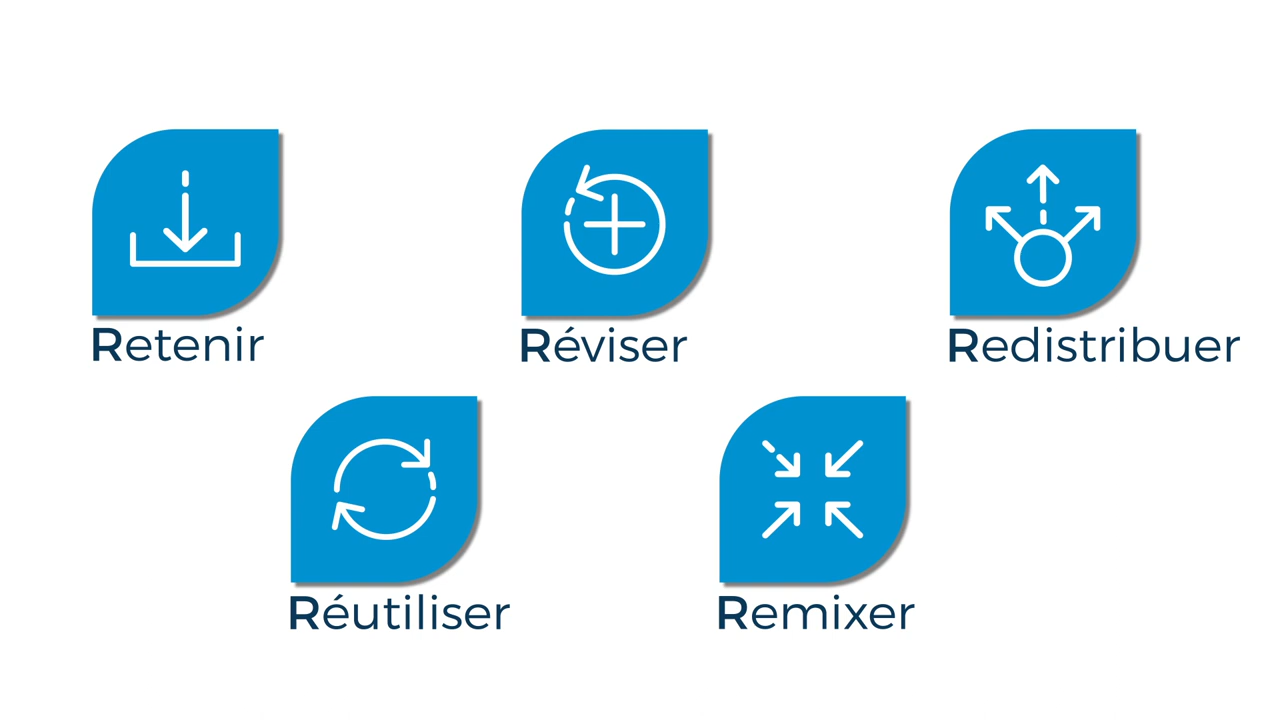 Retenir
Réviser
Redistribuer
Réutiliser
Remixer